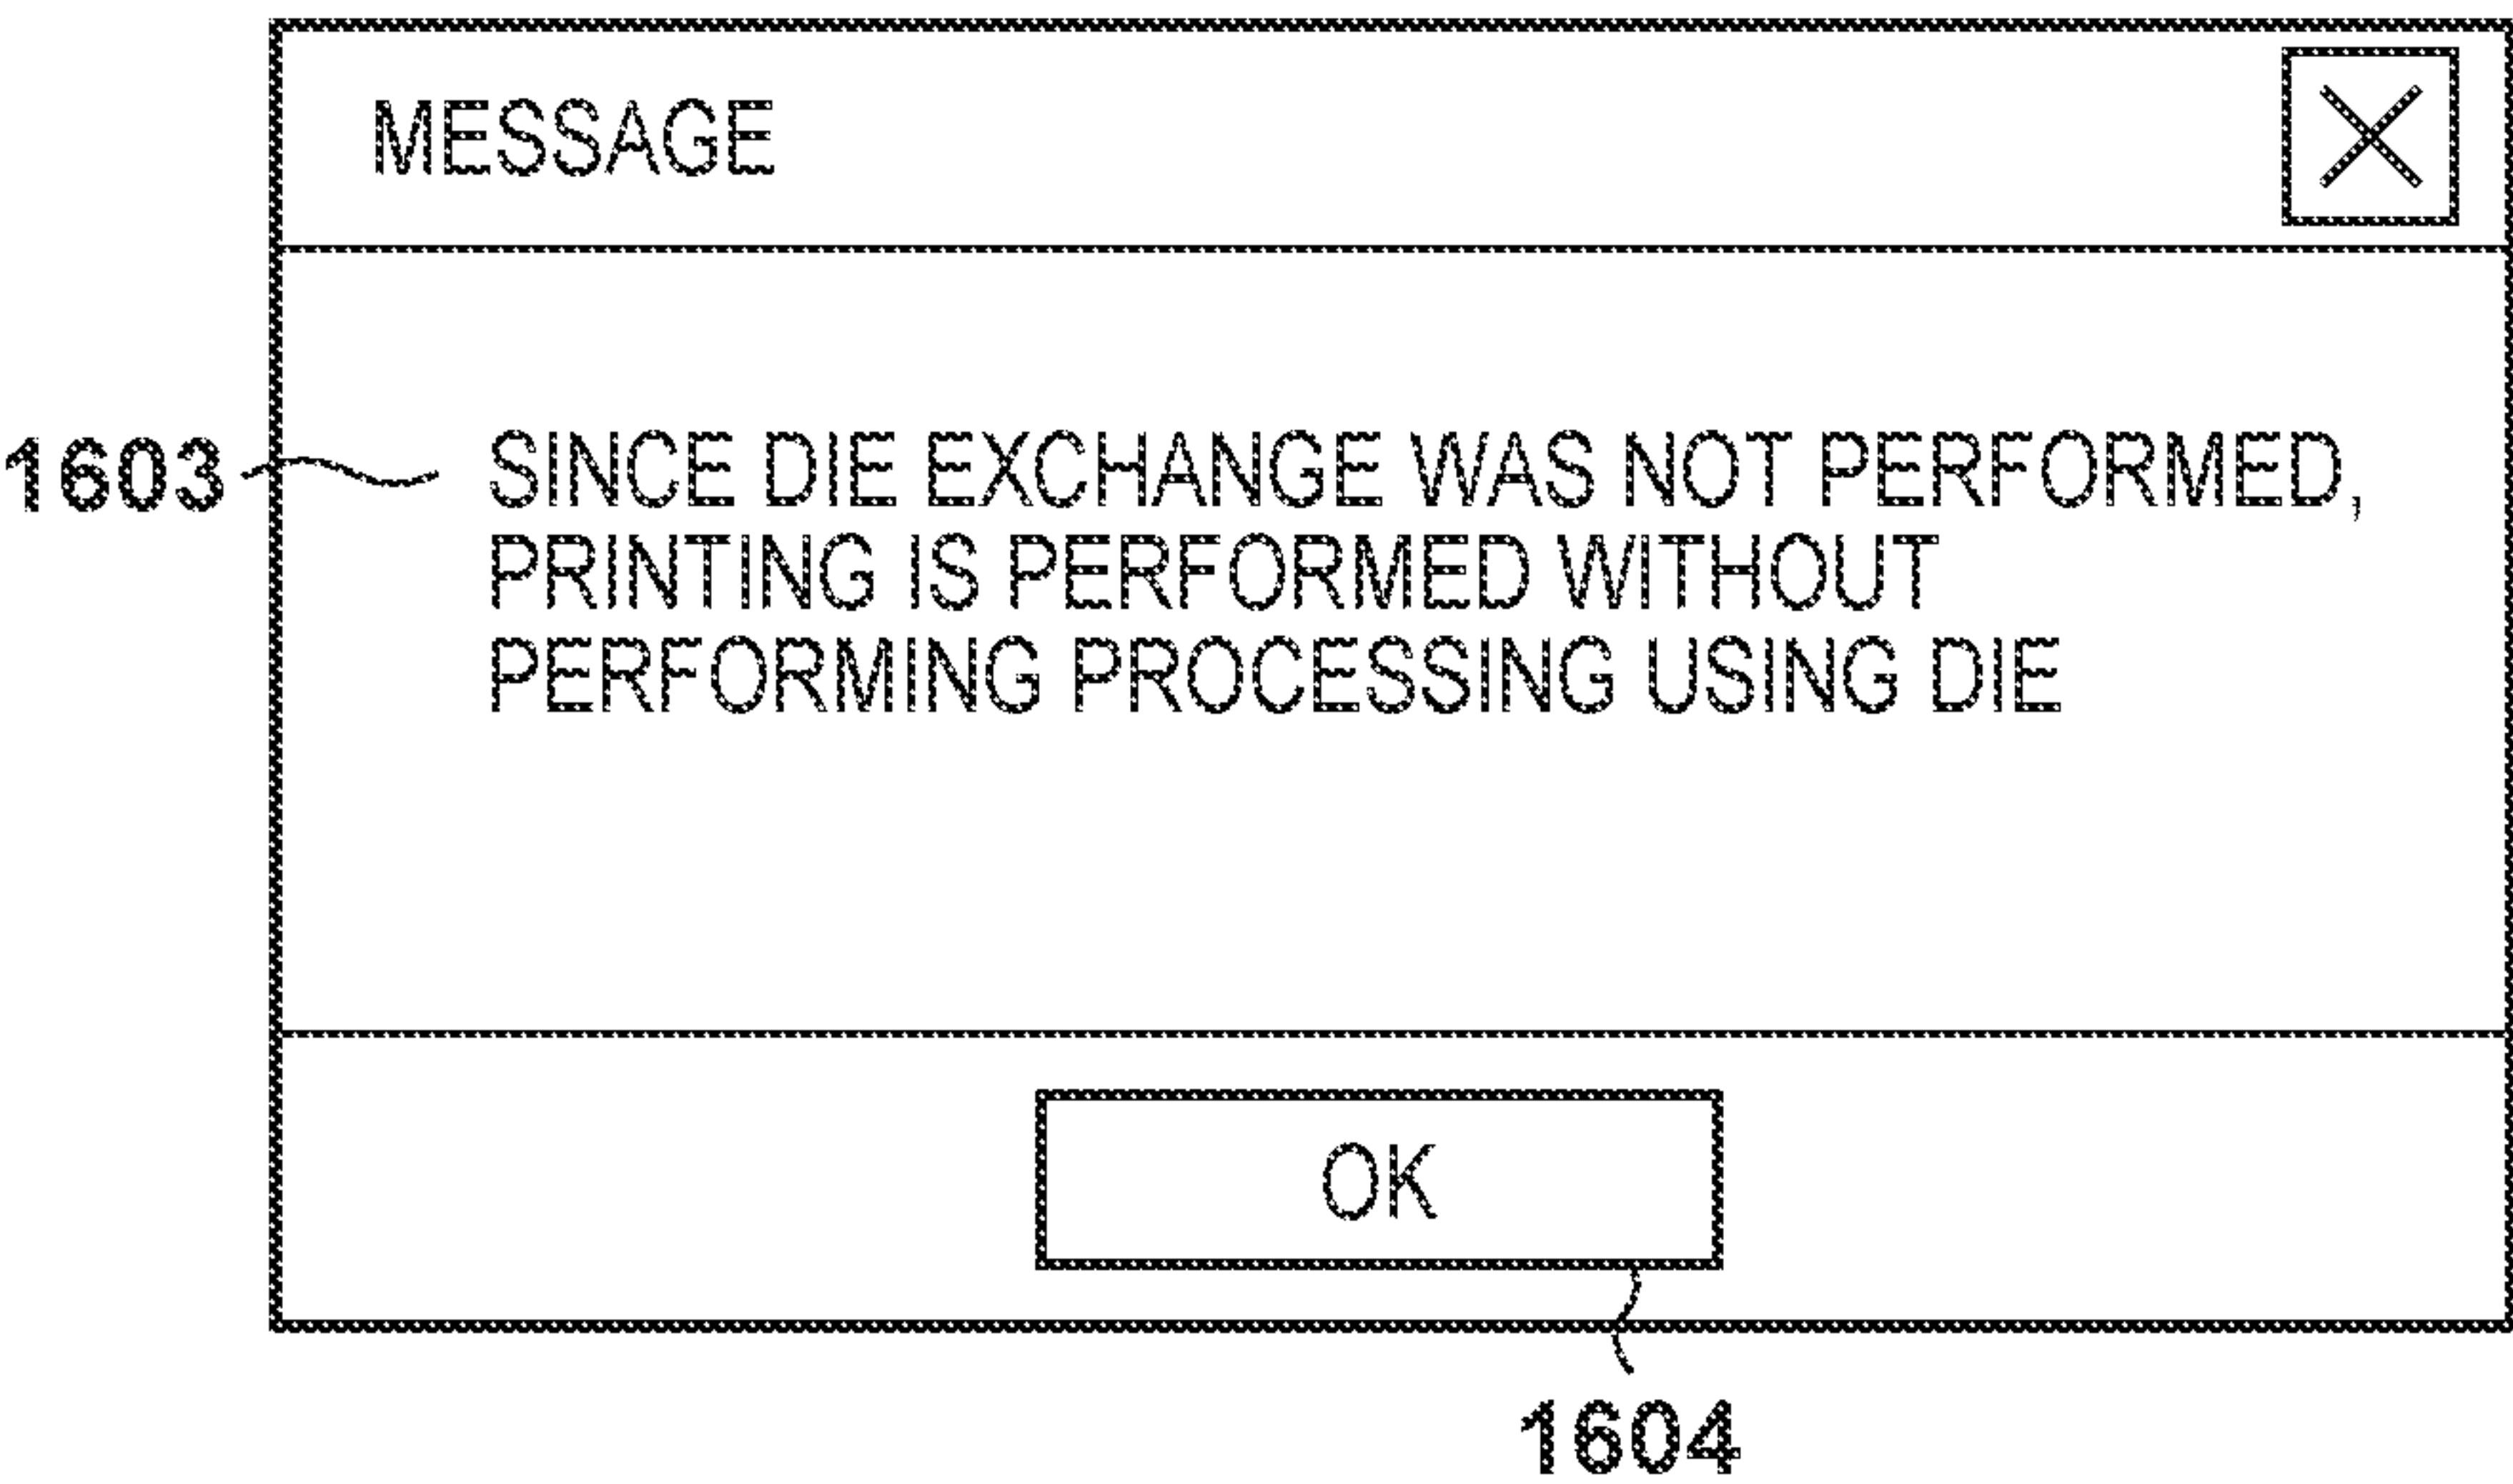 MESSAGE
1603
SINCE DIE EXCHANGE WAS NOT PERFORMED,
PRINTING IS PERFORMED WITHOUT
PERFORMING PROCESSING USING DIE
OK
1604